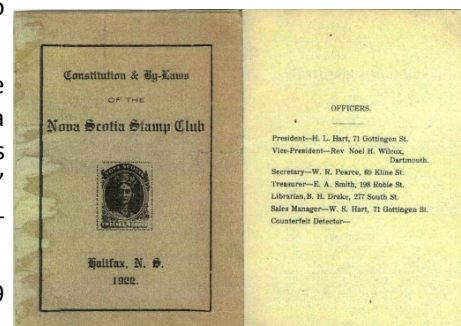 Constitution & By-Laws
OF THE
Nova Scotia Stamp Club
Halifax, N. S.
1922.
OFFICERS.
President—H. L. Hart, 71 Gottingen St.
Vice-President—Rev Noel H. Wilcox,
Dartmouth.
Secretary—W. R. Pearce, 69 Kline St.
Treasurer—E. A. Smith, 198 Robie St.
Librarian, B. H. Drake, 277 South St.
Sales Manager—W. S. Hart, 71 Gottingen St.
Counterfeit Detector—